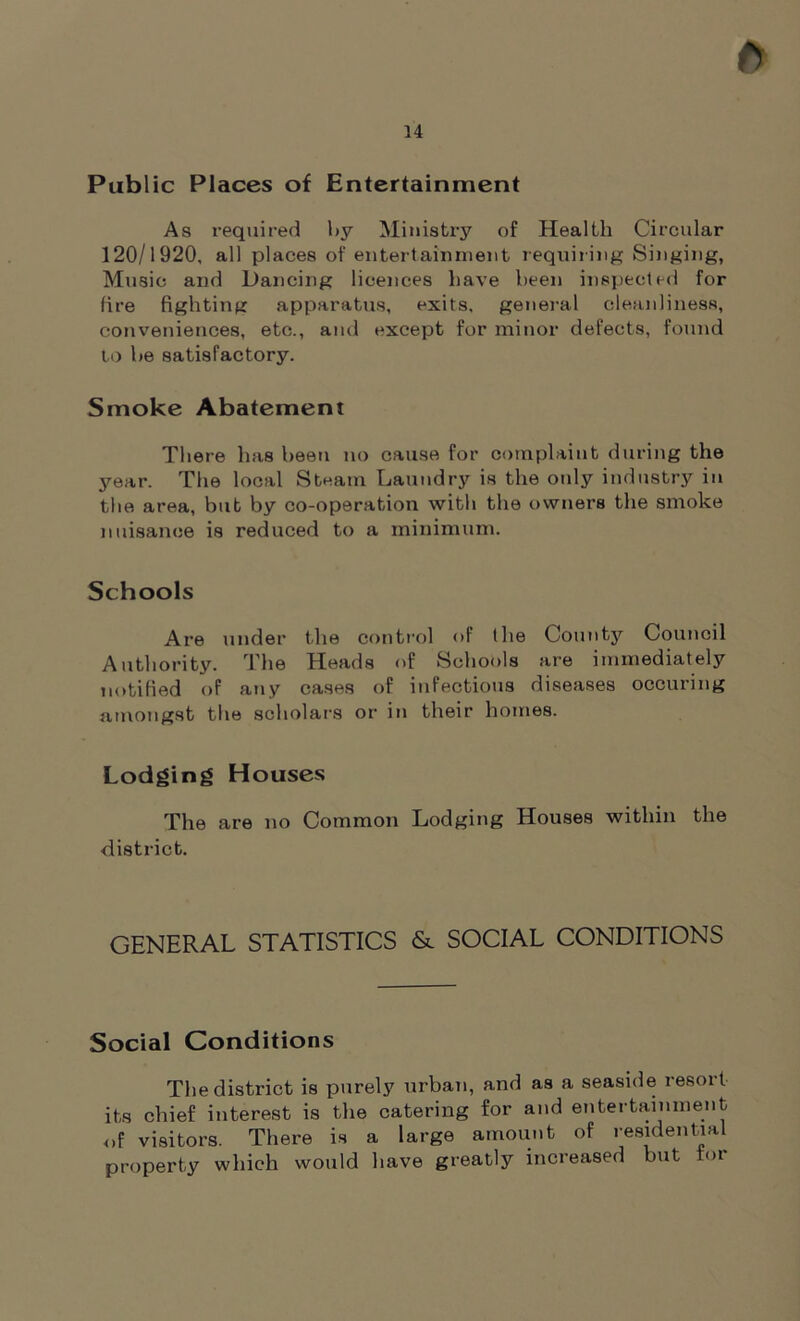 14
Public Places of Entertainment
As required by Ministry of Health Circular
120/1920, all places of entertainment requiring Singing,
Music and Dancing licences have been inspected for
fire fighting apparatus, exits, general cleanliness,
conveniences, etc., and except for minor defects, found
to be satisfactory.
Smoke Abatement
There has been no cause for complaint during the
year. The local Steam Laundry is the only industry in
the area, but by co-operation with the owners the smoke
nuisance is reduced to a minimum.
Schools
Are under the control of the County Council
Authority. The Heads of Schools are immediately
notified of any cases of infectious diseases occuring
amongst the scholars or in their homes.
Lodging Houses
The are no Common Lodging Houses within the
district.
GENERAL STATISTICS & SOCIAL CONDITIONS
Social Conditions
The district is purely urban, and as a seaside resort
its chief interest is the catering for and entertainment
of visitors. There is a large amount of residential
property which would have greatly increased but for